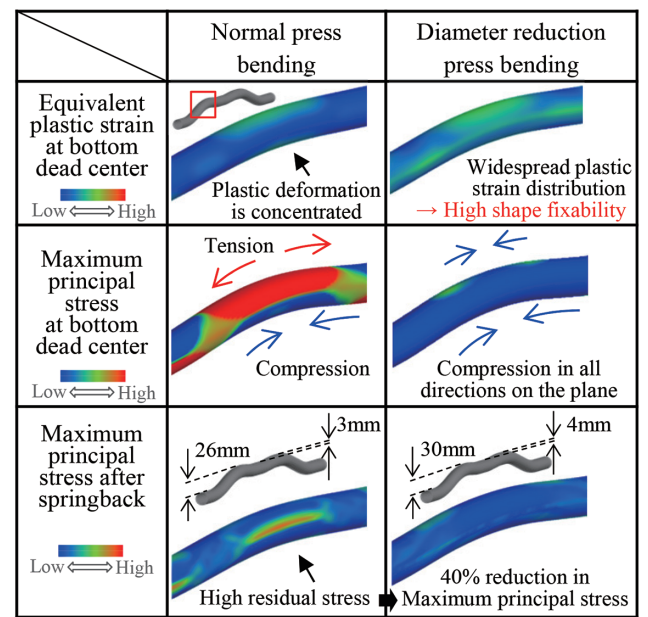 Normal press
bending
Diameter reduction
press bending
Equivalent
plastic strain
at bottom
dead center
Low High
Plastic deformation
is concentrated
Widespread plastic
strain distribution
→ High shape fixability
Maximum
principal
stress
at bottom
dead center
Low High
Tension
Compression
Compression in all
directions on the plane
Maximum
principal
stress after
springback
Low High
26mm
3mm
High residual stress
30mm
4mm
40% reduction in
Maximum principal stress